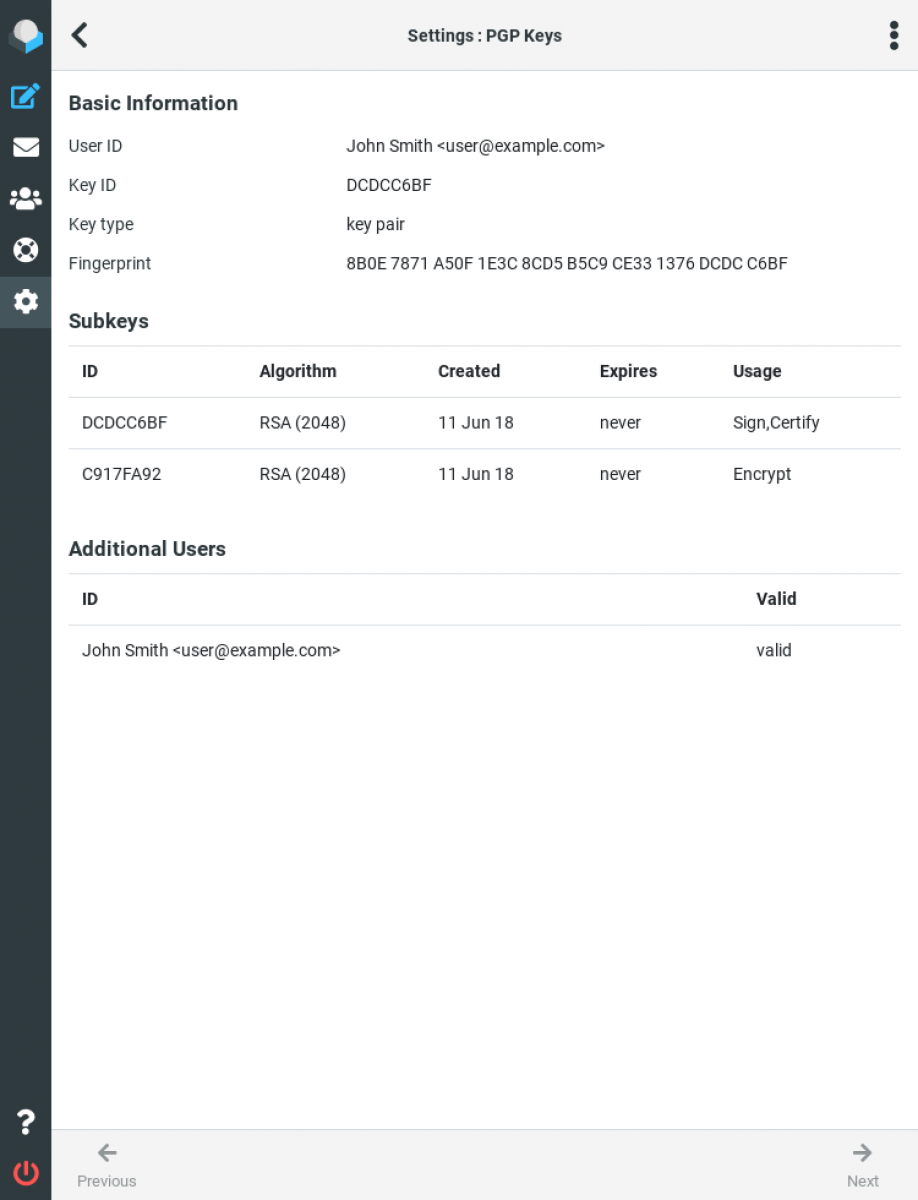 Settings : PGP Keys
Basic Information
User ID John Smith <user@example.com>
Key ID DCDCC6BF
Key type key pair
Fingerprint 8B0E 7871 A50F 1E3C 8CD5 B5C9 CE33 1376 DCDC C6BF
Subkeys
ID Algorithm Created Expires Usage
DCDCC6BF RSA (2048) 11 Jun 18 never Sign,Certify
C917FA92 RSA (2048) 11 Jun 18 never Encrypt
Additional Users
ID Valid
John Smith <user@example.com> valid
Previous Next